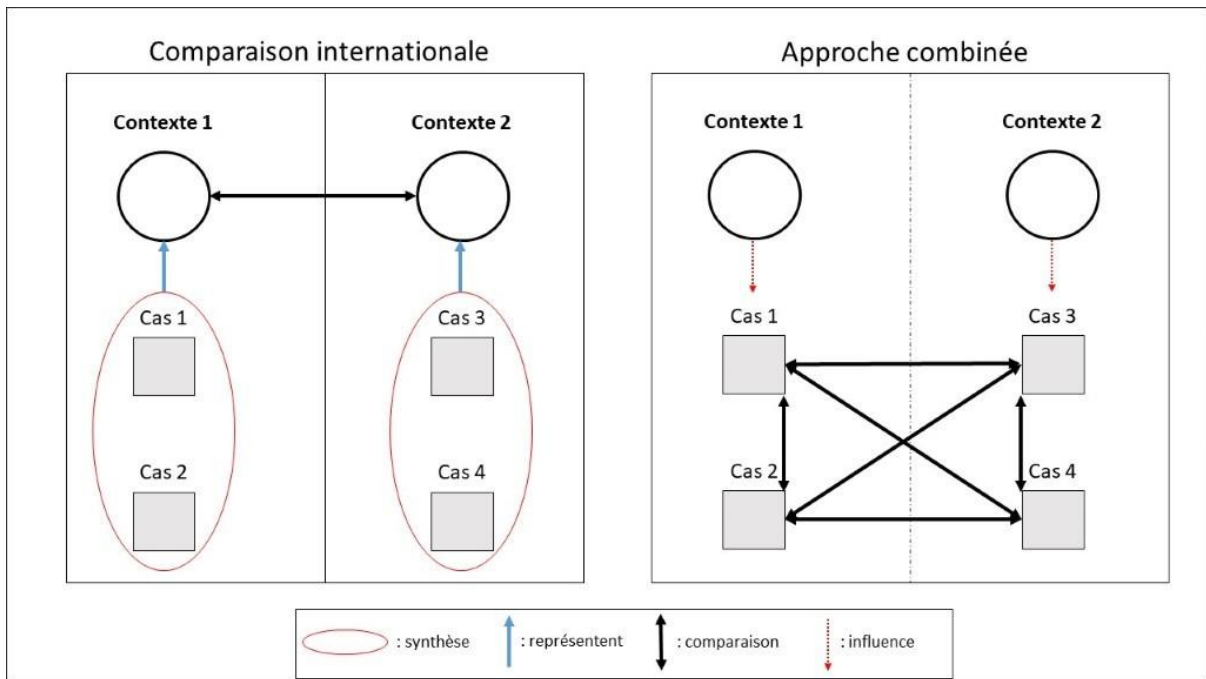 Comparaison internationale
Contexte 1
Contexte 2
Cas 1
Cas 3
Cas 2
Cas 4
Approche combinée
Contexte 1
Contexte 2
Cas 1
Cas 3
Cas 2
Cas 4
: synthèse
: représentent
: comparaison
: influence